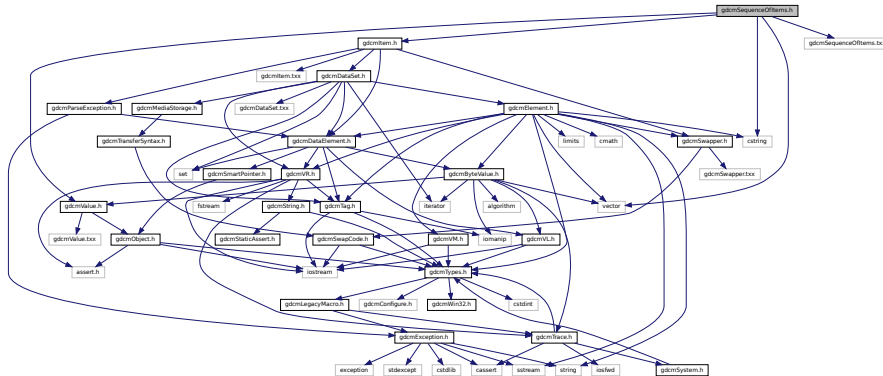 gdcmSequenceOfItems.h
gdcmItem.h
gdcmSequenceOfItems.tx
gdcmItem.txx
gdcmDataSet.h
gdcmParseException.h
gdcmMediaStorage.h
gdcmDataSet.txx
gdcmElement.h
gdcmTransferSyntax.h
gdcmDataElement.h
limits
cmath
gdcmSwapper.h
cstring
set
gdcmSmartPointer.h
gdcmVR.h
gdcmByteValue.h
gdcmSwapper.txx
gdcmValue.h
fstream
gdcmString.h
gdcmTag.h
iterator
algorithm
vector
gdcmValue.txx
gdcmObject.h
gdcmStaticAssert.h
gdcmSwapCode.h
gdcmVM.h
iomanip
gdcmVL.h
assert.h
iostream
gdcmTypes.h
gdcmLegacyMacro.h
gdcmConfigure.h
gdcmWin32.h
cstdint
gdcmException.h
gdcmTrace.h
exception
stdexcept
cstdlib
cassert
sstream
string
iosfwd
gdcmSystem.h